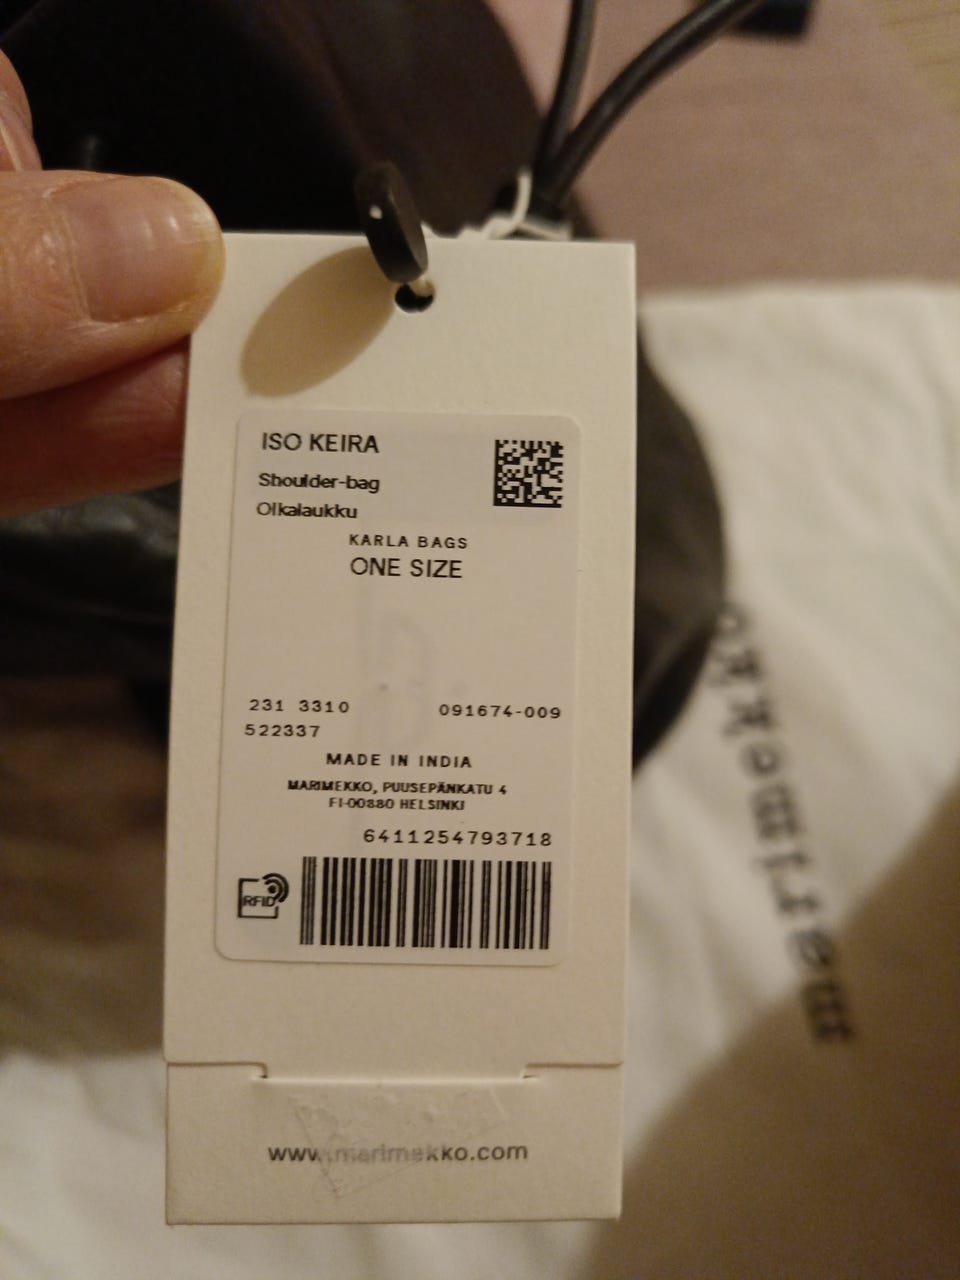 ISO KEIRA
Shoulder-bag
Olkalaukku
KARLA BAGS
ONE SIZE
231 3310 091674-009
522337
MADE IN INDIA
MARIMEKKO, PUUSEPÄNKATU 4
FI-00880 HELSINKI
6411254793718
RFID
www.marimekko.com
marimekko